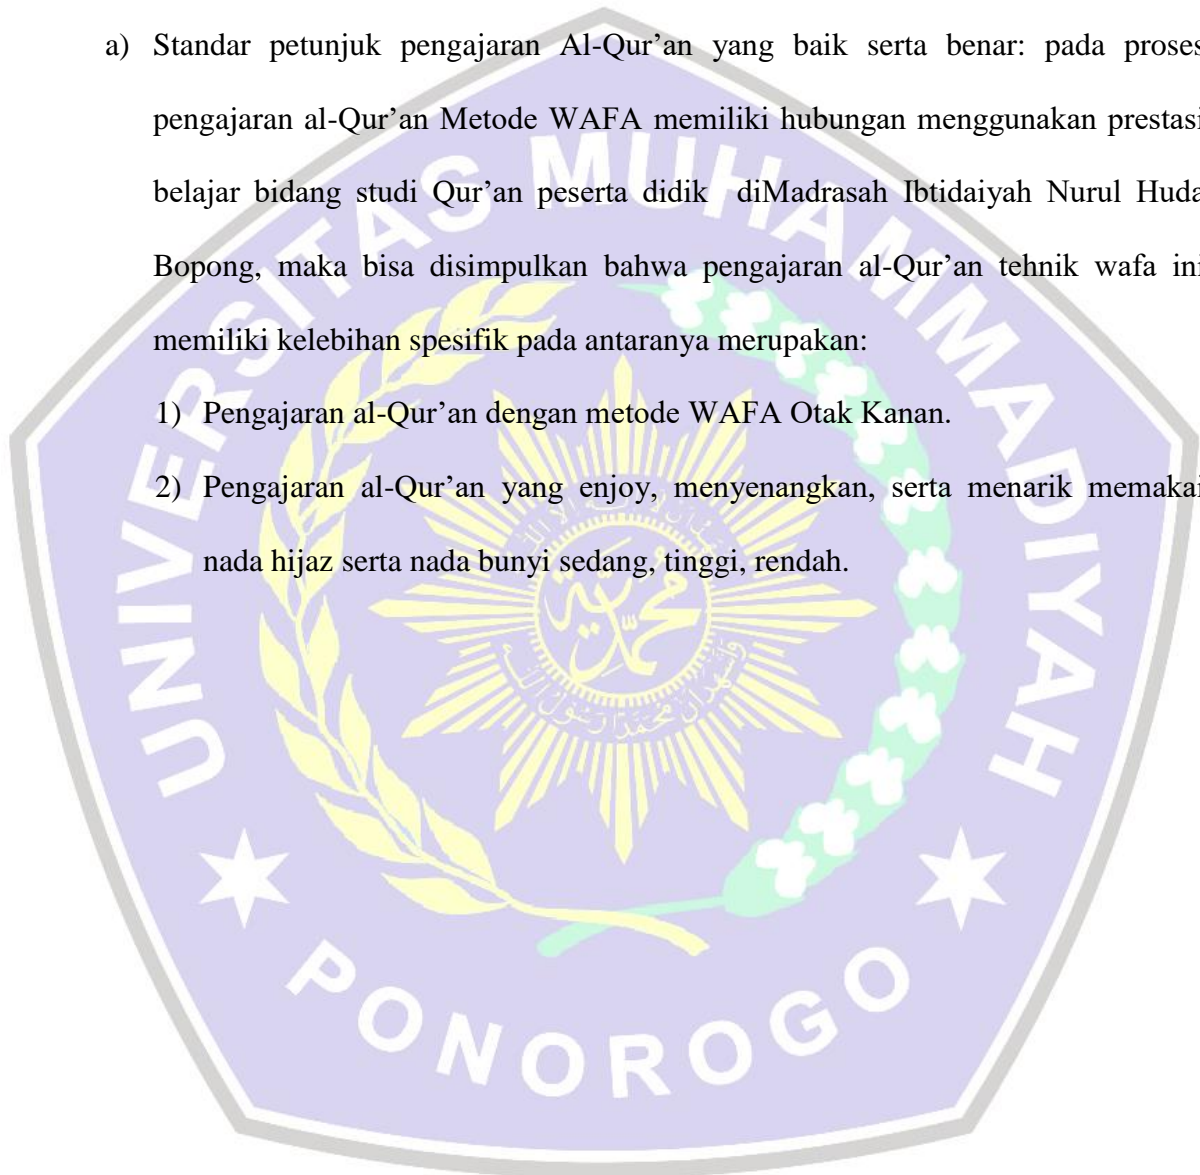 a) Standar petunjuk pengajaran Al-Qur’an yang baik serta benar: pada proses
pengajaran al-Qur’an Metode WAFA memiliki hubungan menggunakan prestasi
belajar bidang studi Qur’an peserta didik diMadrasah Ibtidaiyah Nurul Huda
Bopong, maka bisa disimpulkan bahwa pengajaran al-Qur’an tehnik wafa ini
memiliki kelebihan spesifik pada antaranya merupakan:
1) Pengajaran al-Qur’an dengan metode WAFA Otak Kanan.
2) Pengajaran al-Qur’an yang enjoy, menyenangkan, serta menarik memakai
nada hijaz serta nada bunyi sedang, tinggi, rendah.
UNIVERSITAS MUHAMMADIYAH
PONOROGO
محمدية